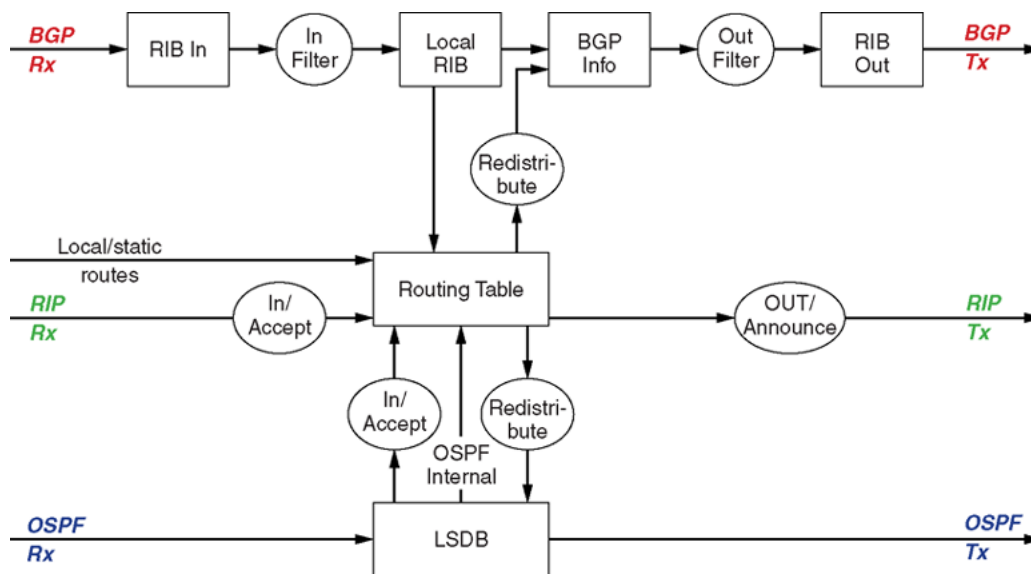 BGP
Rx
RIB In
In
Filter
Local
RIB
BGP
Info
Out
Filter
RIB
Out
BGP
Tx
Redistri-
bute
Local/static
routes
Routing Table
RIP
Rx
In/
Accept
OUT/
Announce
RIP
Tx
In/
Accept
OSPF
Internal
Redistri-
bute
OSPF
Rx
LSDB
OSPF
Tx